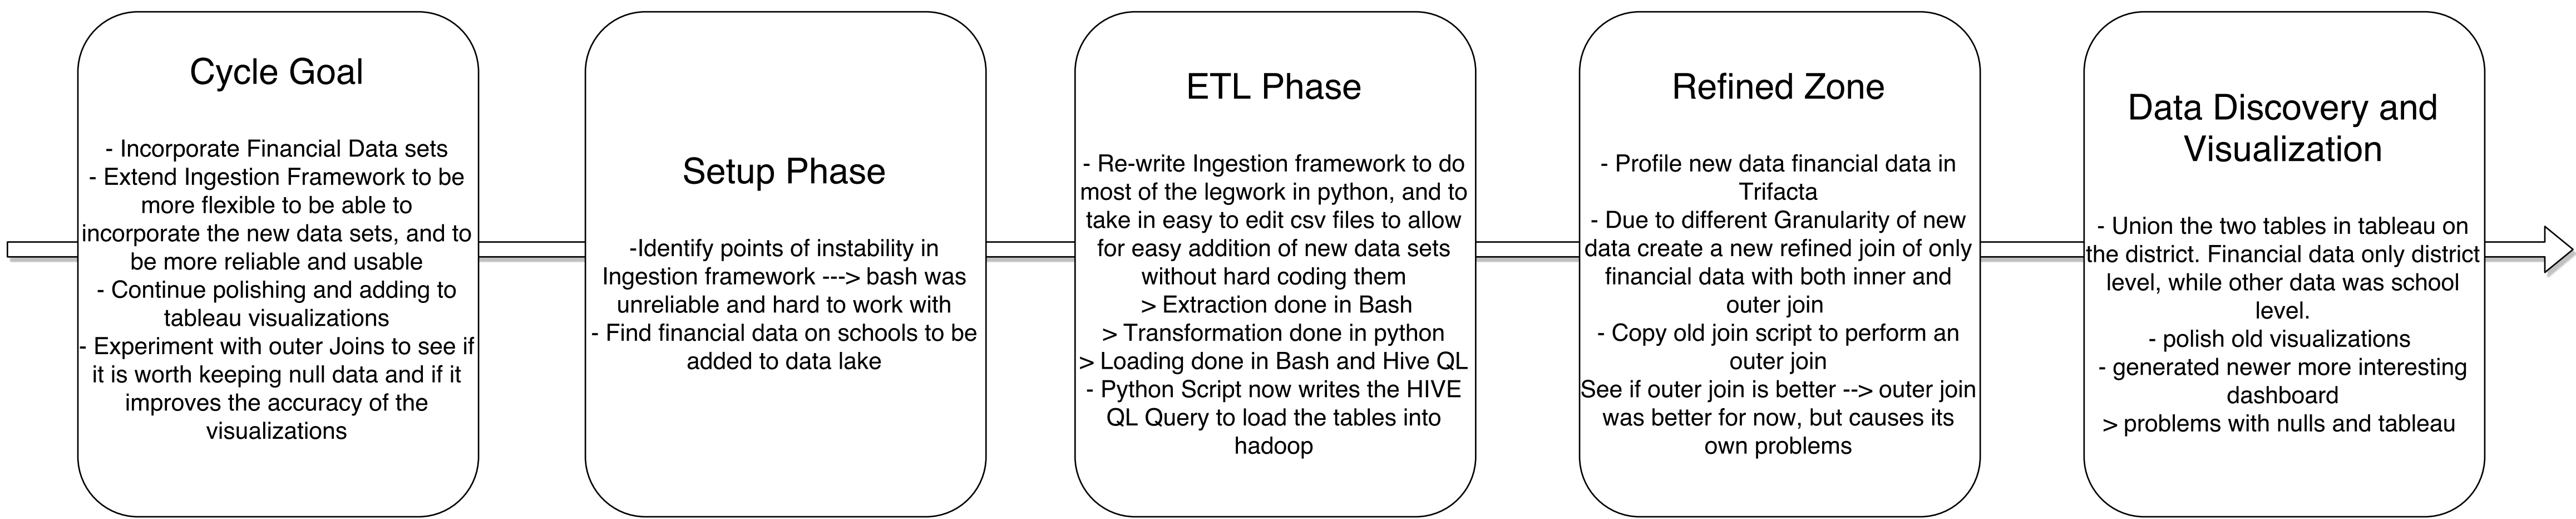 Cycle Goal
- Incorporate Financial Data sets
- Extend Ingestion Framework to be
more flexible to be able to
incorporate the new data sets, and to
be more reliable and usable
- Continue polishing and adding to
tableau visualizations
- Experiment with outer Joins to see if
it is worth keeping null data and if it
improves the accuracy of the
visualizations
Setup Phase
-Identify points of instability in
Ingestion framework ---> bash was
unreliable and hard to work with
- Find financial data on schools to be
added to data lake
ETL Phase
- Re-write Ingestion framework to do
most of the legwork in python, and to
take in easy to edit csv files to allow
for easy addition of new data sets
without hard coding them
> Extraction done in Bash
> Transformation done in python
> Loading done in Bash and Hive QL
- Python Script now writes the HIVE
QL Query to load the tables into
hadoop
Refined Zone
- Profile new data financial data in
Trifacta
- Due to different Granularity of new
data create a new refined join of only
financial data with both inner and
outer join
- Copy old join script to perform an
outer join
See if outer join is better --> outer join
was better for now, but causes its
own problems
Data Discovery and
Visualization
- Union the two tables in tableau on
the district. Financial data only district
level, while other data was school
level.
- polish old visualizations
- generated newer more interesting
dashboard
> problems with nulls and tableau